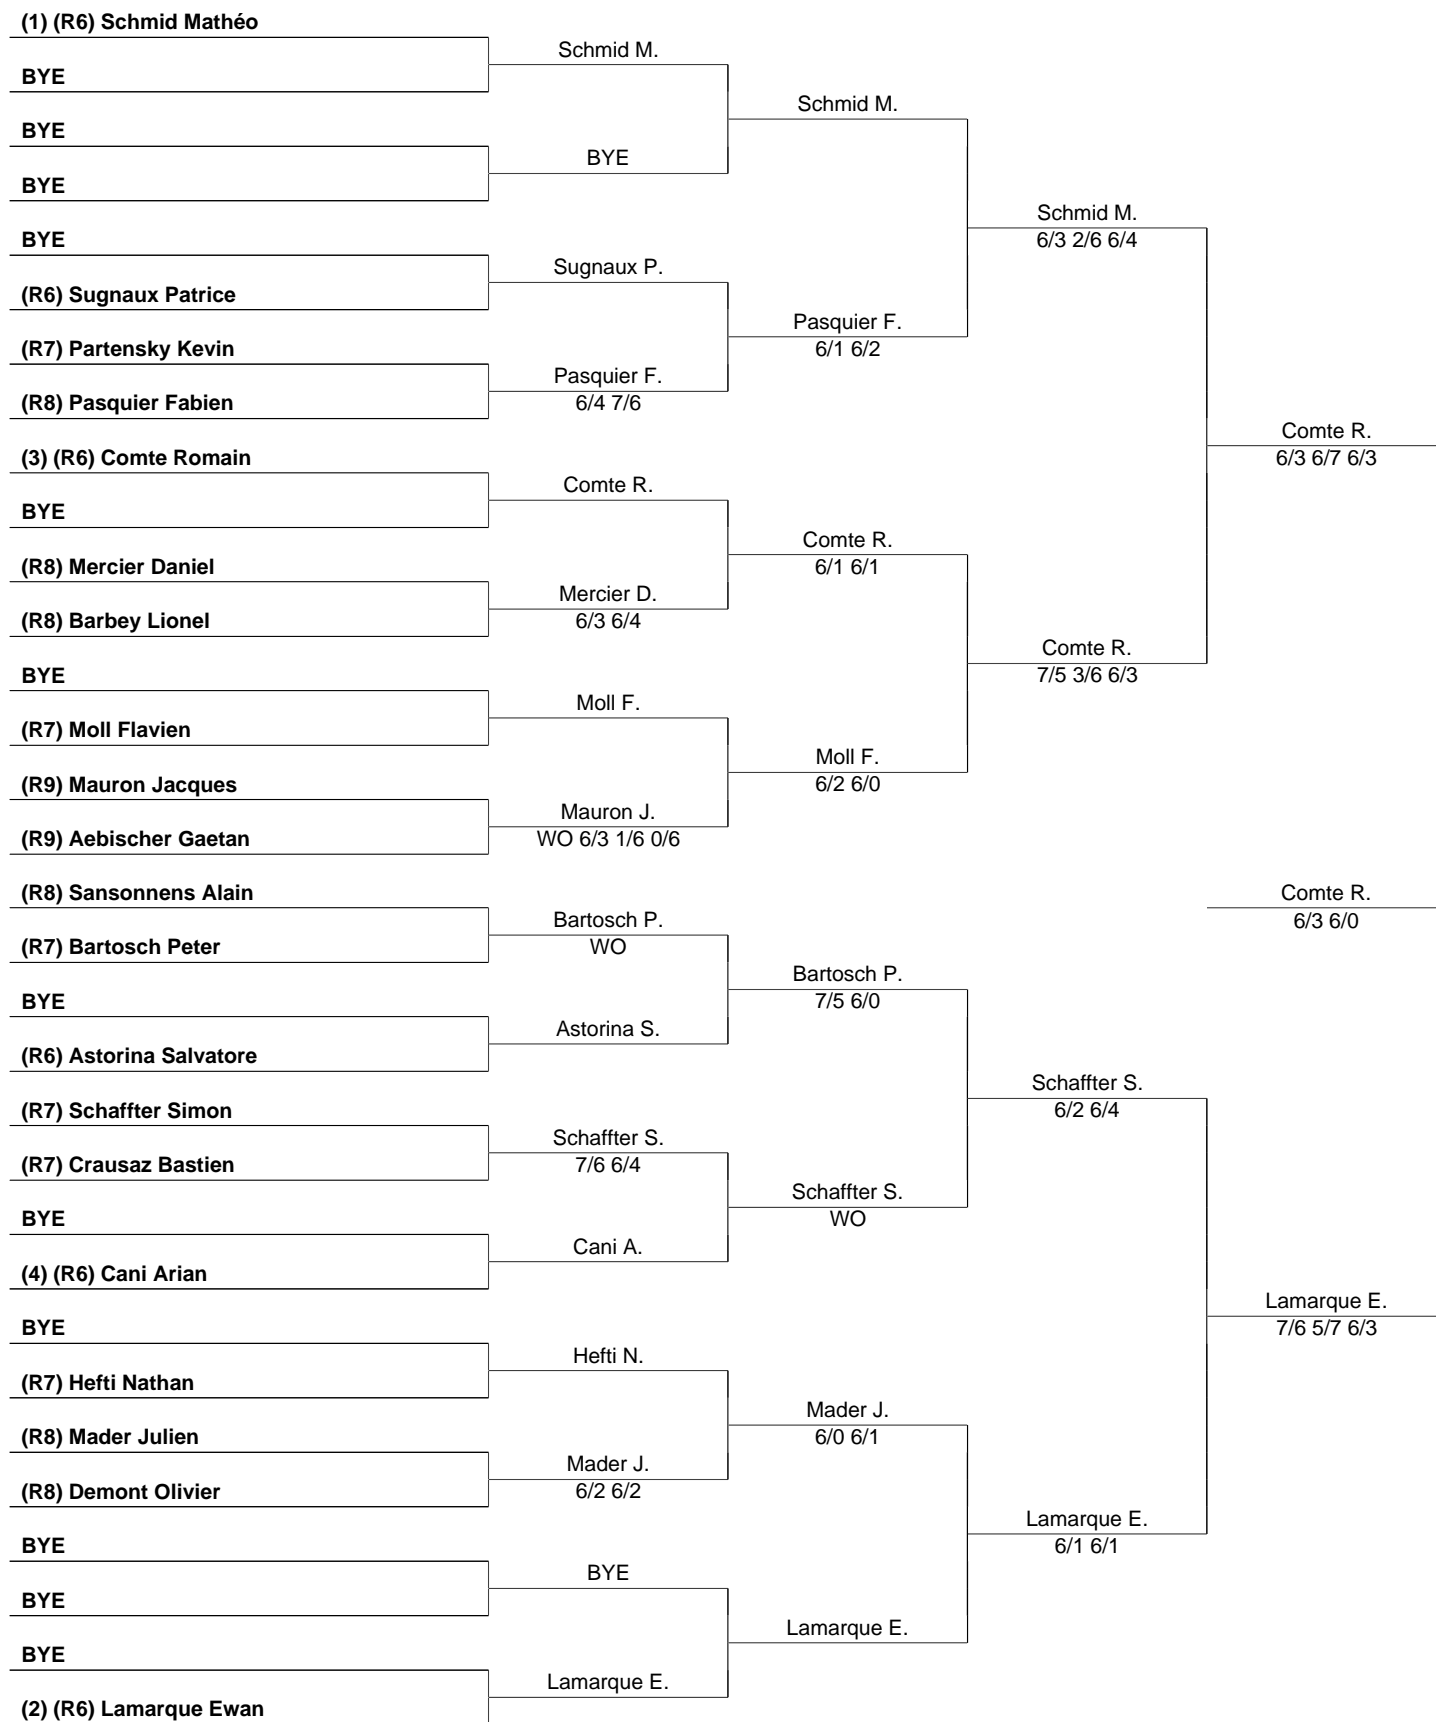 (1) (R6) Schmid Mathéo
BYE
BYE
BYE
BYE
(R6) Sugnaux Patrice
(R7) Partensky Kevin
(R8) Pasquier Fabien
(3) (R6) Comte Romain
BYE
(R8) Mercier Daniel
(R8) Barbey Lionel
BYE
(R7) Moll Flavien
(R9) Mauron Jacques
(R9) Aebischer Gaetan
(R8) Sansonnens Alain
(R7) Bartosch Peter
BYE
(R6) Astorina Salvatore
(R7) Schaffter Simon
(R7) Crausaz Bastien
BYE
(4) (R6) Cani Arian
BYE
(R7) Hefti Nathan
(R8) Mader Julien
(R8) Demont Olivier
BYE
BYE
BYE
(2) (R6) Lamarque Ewan
Schmid M.
BYE
Sugnaux P.
Pasquier F.
6/4 7/6
Comte R.
Mercier D.
6/3 6/4
Moll F.
Mauron J.
WO 6/3 1/6 0/6
Bartosch P.
WO
Astorina S.
Schaffter S.
7/6 6/4
Cani A.
Hefti N.
Mader J.
6/2 6/2
BYE
Lamarque E.
Schmid M.
Pasquier F.
6/1 6/2
Comte R.
6/1 6/1
Moll F.
6/2 6/0
Bartosch P.
7/5 6/0
Schaffter S.
WO
Mader J.
6/0 6/1
Lamarque E.
Schmid M.
6/3 2/6 6/4
Comte R.
7/5 3/6 6/3
Schaffter S.
6/2 6/4
Lamarque E.
6/1 6/1
Comte R.
6/3 6/7 6/3
Comte R.
6/3 6/0
Lamarque E.
7/6 5/7 6/3